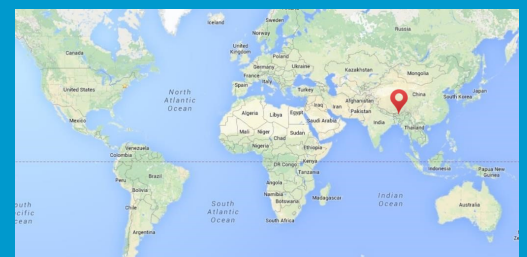 Iceland
Sweden
Norway
Russia
Canada
United Kingdom
Poland
Germany
Ukraine
France
Kazakhstan
Mongolia
United States
Spain
Italy
Turkey
China
South Korea
Japan
North Atlantic Ocean
Iraq
Iran
Afghanistan
Pakistan
Algeria
Libya
Egypt
Saudi Arabia
India
Mexico
Mali
Niger
Chad
Sudan
Thailand
Nigeria
Ethiopia
Venezuela
Colombia
DR Congo
Kenya
Tanzania
Indonesia
Papua New Guinea
Peru
Brazil
Bolivia
Angola
Namibia
Botswana
Madagascar
Indian Ocean
Australia
outh
cific
cean
Chile
South Atlantic Ocean
South Africa
Argentina